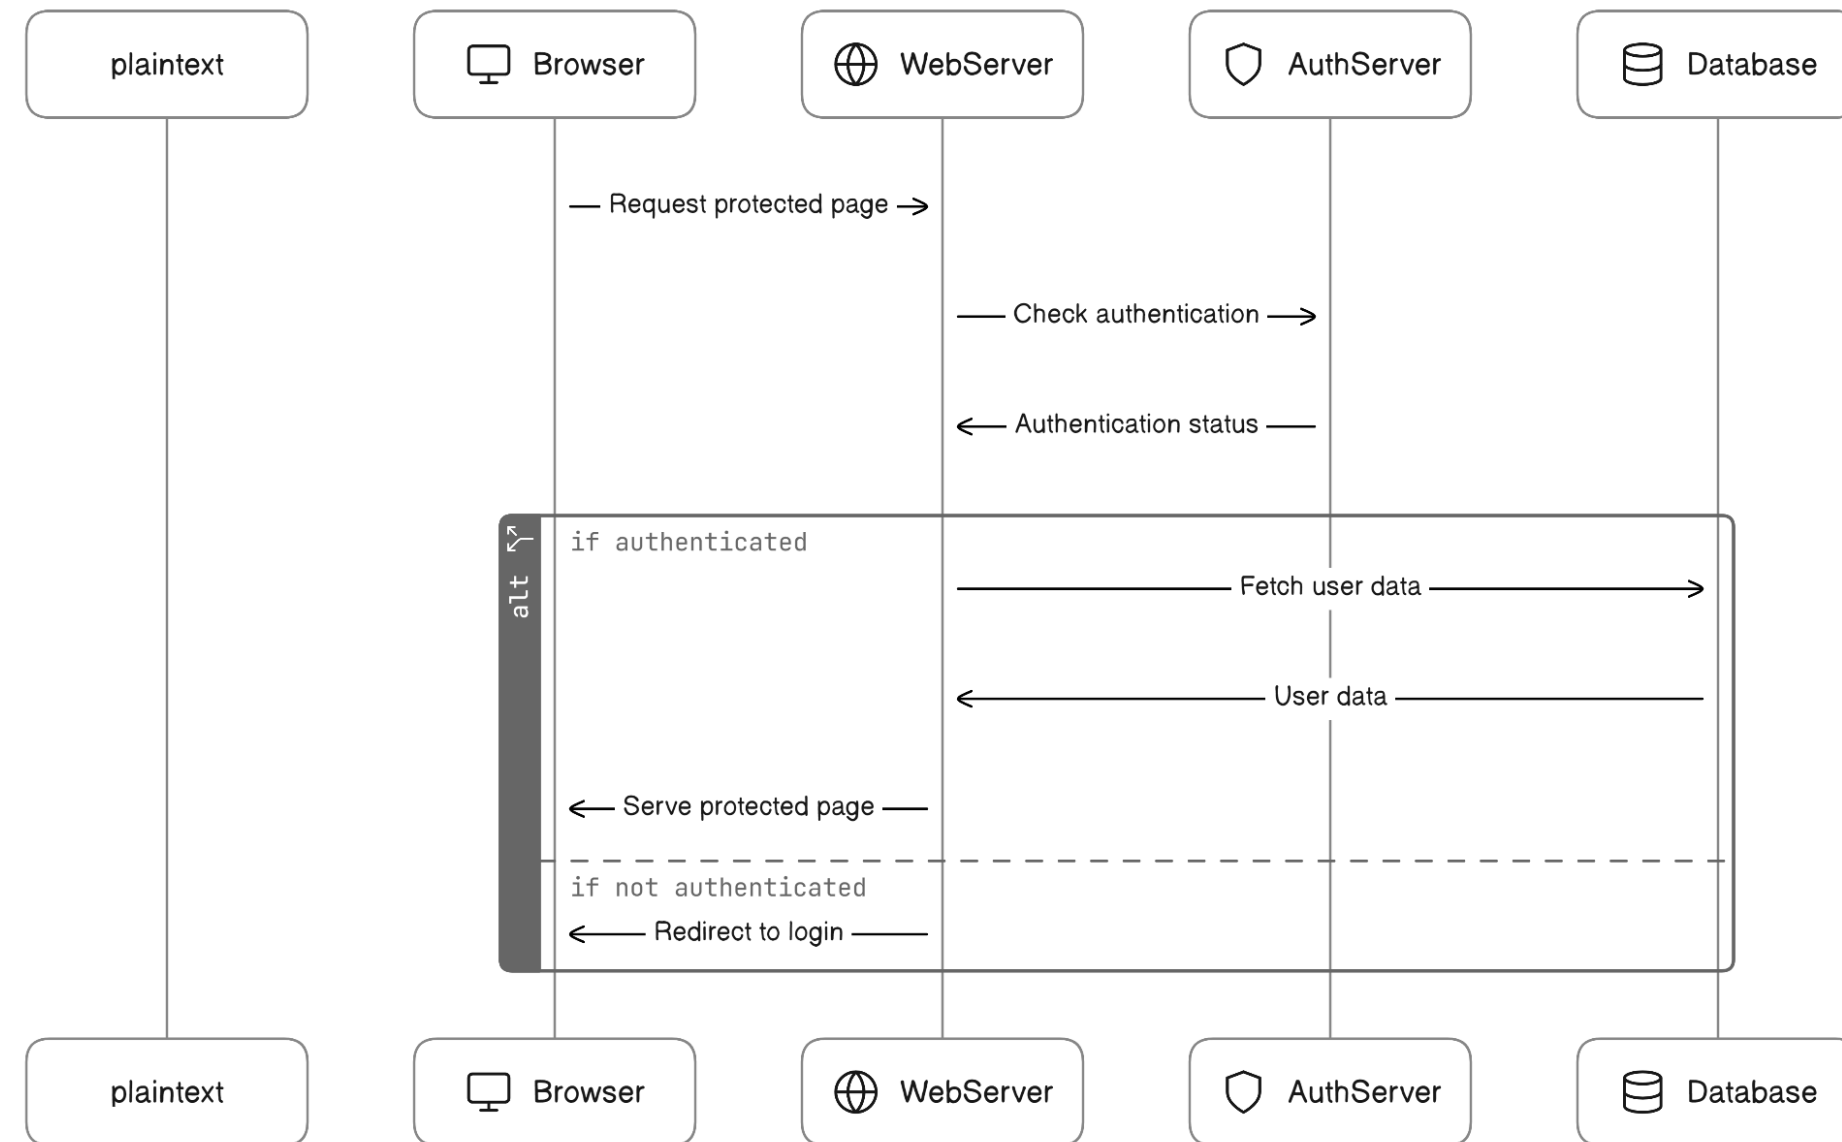 plaintext
Browser
WebServer
AuthServer
Database
Request protected page
Check authentication
Authentication status
alt
if authenticated
Fetch user data
User data
Serve protected page
if not authenticated
Redirect to login
plaintext
Browser
WebServer
AuthServer
Database